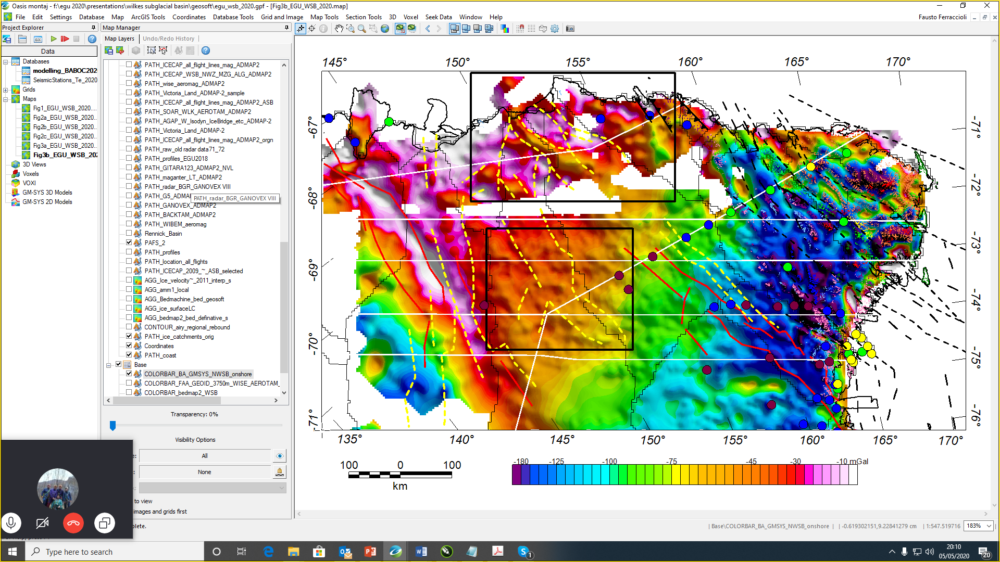 Oasis montaj - f:\egu 2020\presentations\wilkes subglacial basin\geosoft\egu_wsb_2020.gpf - [Fig3b_EGU_WSB_2020.map]
File Edit Settings Database Map ArcGIS Tools Coordinates Database Tools Grid and Image Map Tools Section Tools 3D Voxel Seek Data Window Help
Fausto Ferraccioli
Project Explorer
Data
Databases
modelling_BABOC202
SeismicStations_Te_2020
Grids
Maps
Fig1_EGU_WSB_2020....
Fig2a_EGU_WSB_2020..
Fig2b_EGU_WSB_2020..
Fig2c_EGU_WSB_2020..
Fig3a_EGU_WSB_2020..
Fig3b_EGU_WSB_202
3D Views
Voxels
VOXI
GM-SYS 3D Models
GM-SYS 2D Models
Map Manager
Map Layers
Undo/Redo History
PATH_ICECAP_all_flight_lines_mag_ADMAP2
PATH_ICECAP_WSB_NWZ_MZG_ALG_ADMAP2
PATH_wise_aeromag_ADMAP2
PATH_Victoria_Land_ADMAP-2_sample
PATH_ICECAP_all_flight_lines_mag_ADMAP2_ASB
PATH_SOAR_WLK_AEROTAM_ADMAP2
PATH_AGAP_W_Isodyn_IceBridge_etc_ADMAP-2
PATH_Victoria_Land_ADMAP-2
PATH_ICECAP_all_flight_lines_mag_ADMAP2_orgn
PATH_raw_old radar data71_72
PATH_profiles_EGU2018
PATH_GITARA123_ADMAP2_NVL
PATH_maganter_LT_ADMAP2
PATH_radar_BGR_GANOVEX VIII
PATH_G5_ADMA
PATH_radar_BGR_GANOVEX VIII
PATH_GANOVEX_ADMAP2
PATH_BACKTAM_ADMAP2
PATH_WIBEM_aeromag
Rennick_Basin
PAFS_2
PATH_profiles
PATH_location_all_flights
PATH_ICECAP_2009_~_ASB_selected
AGG_Ice_velocity~_2011_interp_s
AGG_amm1_local
AGG_Bedmachine_bed_geosoft
AGG_ice_surfaceLC
AGG_bedmap2_bed_definative_s
CONTOUR_airy_regional_rebound
PATH_ice_catchments_orig
Coordinates
PATH_coast
Base
COLORBAR_BA_GMSYS_NWSB_onshore
COLORBAR_FAA_GEOID_3750m_WISE_AEROTAM_
COLORBAR_bedmap2_WSB
Transparency: 0%
Visibility Options
e:
All
:
None
to view
images and grids first
plete.
145° 150° 155° 160° 165° 170°
-67°
-68°
-69°
-70°
-71°
-71°
-72°
-73°
-74°
-75°
-76°
135° 140° 145° 150° 155° 160° 165° 170°
100 0 100
km
-180 -125 -100 -75 -45 -30 -10 mGal
| Base\COLORBAR_BA_GMSYS_NWSB_onshore | | -0.619302151,9.22841279 cm | 1:547.519716
183%
Type here to search
1
20:10
05/05/2020
20